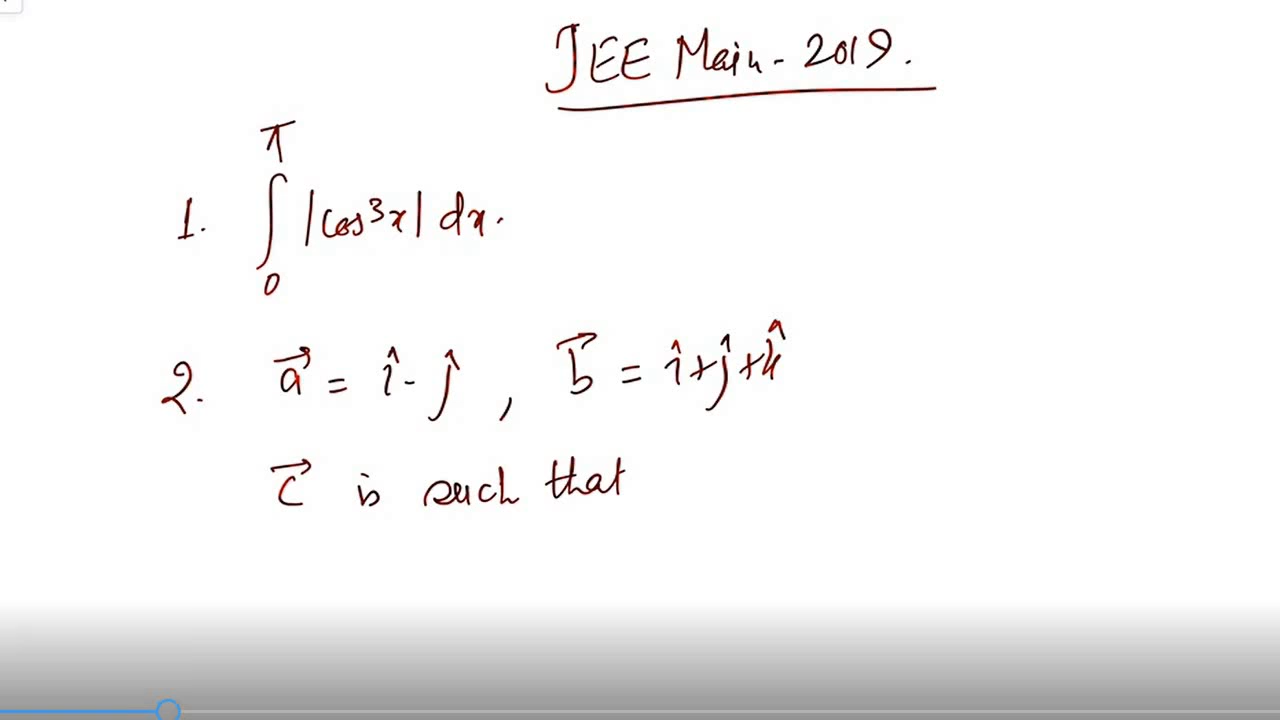 JEE Main - 2019.
1. ∫₀^π |cos³x| dx.
2. a⃗ = î - ĵ , b⃗ = î + ĵ + k̂
c⃗ is such that